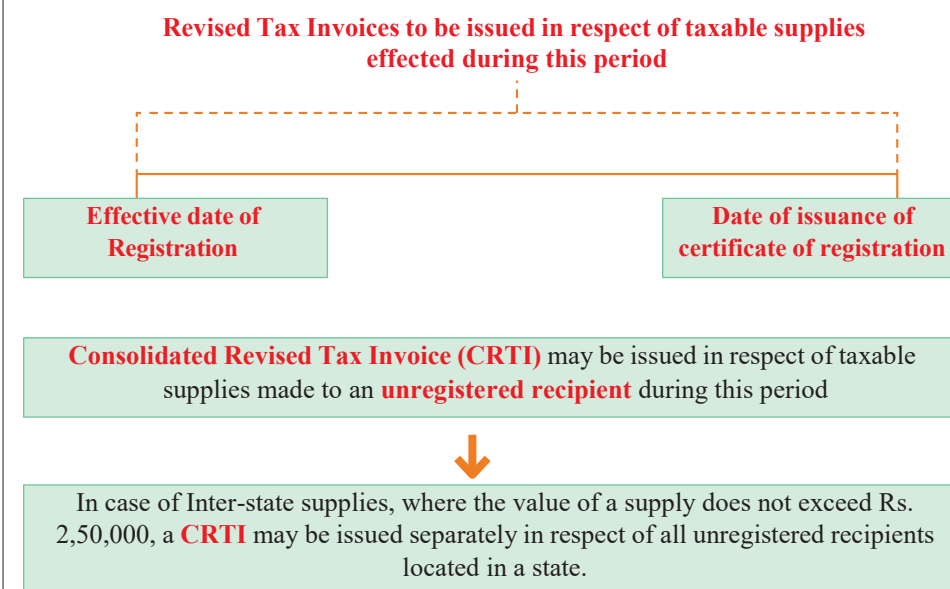 Revised Tax Invoices to be issued in respect of taxable supplies
effected during this period
Effective date of
Registration
Date of issuance of
certificate of registration
Consolidated Revised Tax Invoice (CRTI) may be issued in respect of taxable
supplies made to an unregistered recipient during this period
In case of Inter-state supplies, where the value of a supply does not exceed Rs.
2,50,000, a CRTI may be issued separately in respect of all unregistered recipients
located in a state.